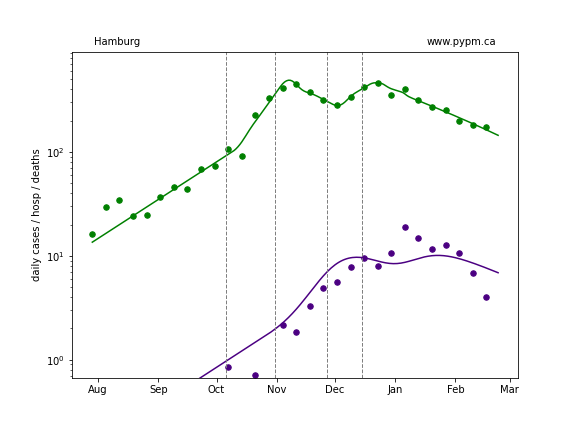 Hamburg
www.pypm.ca
daily cases / hosp / deaths
10²
10¹
10⁰
Aug Sep Oct Nov Dec Jan Feb Mar